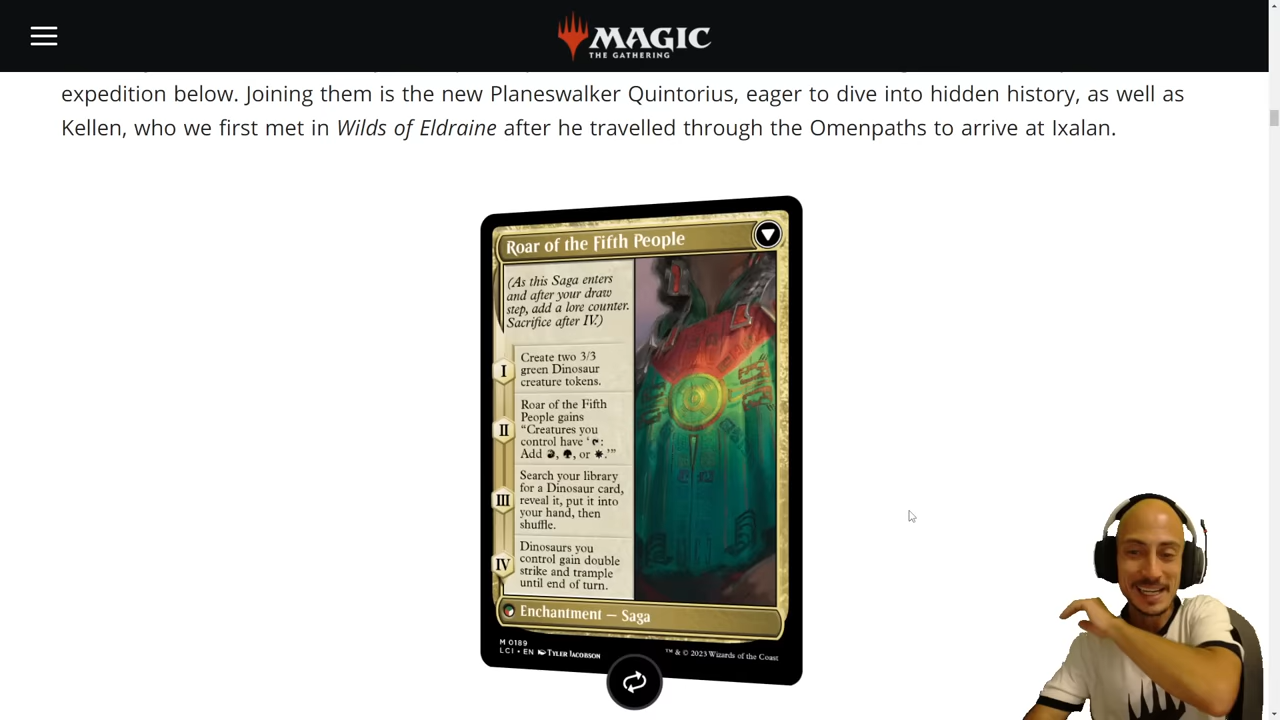 MAGIC
THE GATHERING
expedition below. Joining them is the new Planeswalker Quintorius, eager to dive into hidden history, as well as
Kellen, who we first met in Wilds of Eldraine after he travelled through the Omenpaths to arrive at Ixalan.
Roar of the Fifth People
(As this Saga enters
and after your draw
step, add a lore counter.
Sacrifice after IV.)
I
Create two 3/3
green Dinosaur
creature tokens.
II
Roar of the Fifth
People gains
“Creatures you
control have ‘:
Add , , or .’”
III
Search your library
for a Dinosaur card,
reveal it, put it into
your hand, then
shuffle.
IV
Dinosaurs you
control gain double
strike and trample
until end of turn.
Enchantment — Saga
M 0189
LCI • EN TYLER JACOBSON
™ & © 2023 Wizards of the Coast